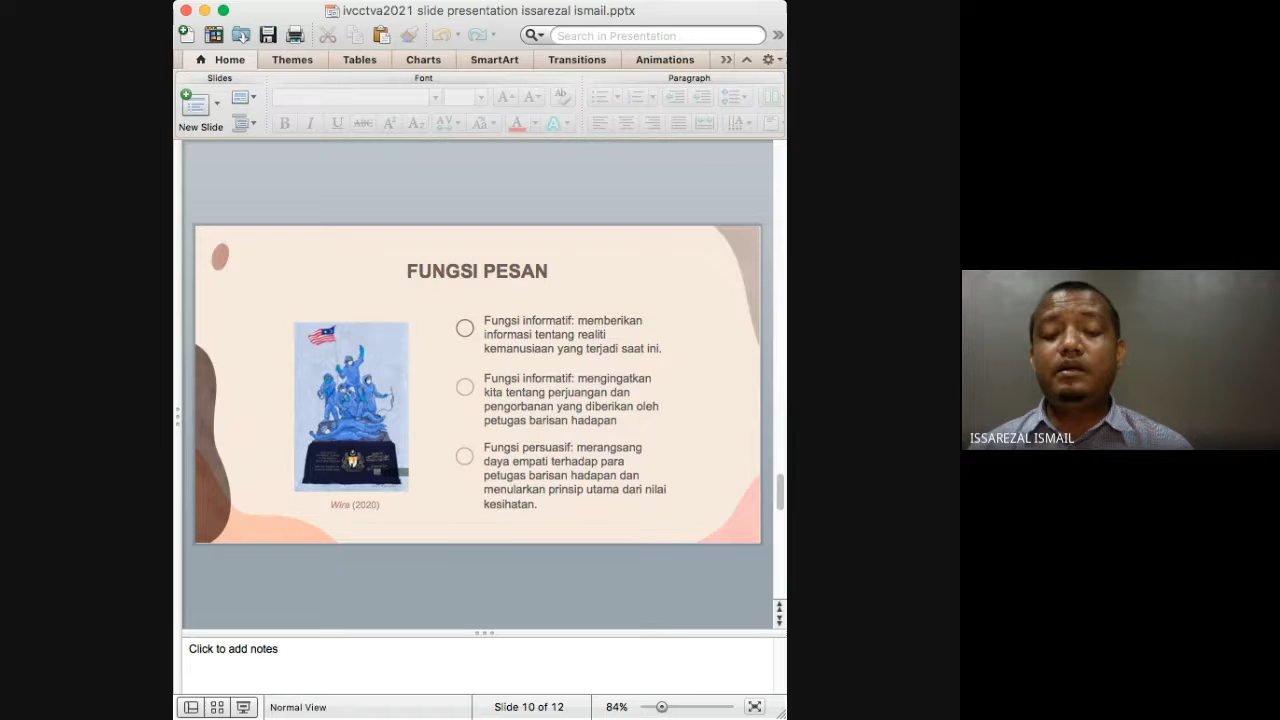 ivcctva2021 slide presentation issarezal ismail.pptx
Search in Presentation
Home
Themes
Tables
Charts
SmartArt
Transitions
Animations
Slides
Font
Paragraph
New Slide
FUNGSI PESAN
Fungsi informatif: memberikan
informasi tentang realiti
kemanusiaan yang terjadi saat ini.
Fungsi informatif: mengingatkan
kita tentang perjuangan dan
pengorbanan yang diberikan oleh
petugas barisan hadapan
Fungsi persuasif: merangsang
daya empati terhadap para
petugas barisan hadapan dan
menularkan prinsip utama dari nilai
kesihatan.
Wira (2020)
ISSAREZAL ISMAIL
Click to add notes
Normal View
Slide 10 of 12
84%